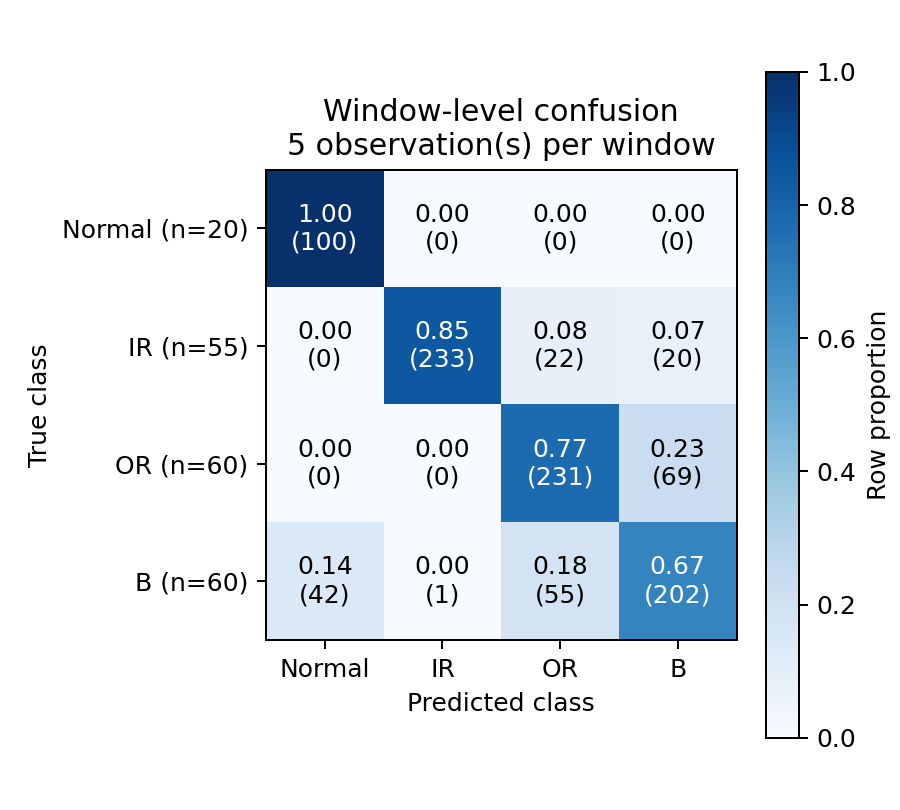 Window-level confusion
5 observation(s) per window
Normal (n=20)
1.00 0.00 0.00 0.00
(100) (0) (0) (0)
IR (n=55)
0.00 0.85 0.08 0.07
(0) (233) (22) (20)
OR (n=60)
0.00 0.00 0.77 0.23
(0) (0) (231) (69)
B (n=60)
0.14 0.00 0.18 0.67
(42) (1) (55) (202)
Normal IR OR B
Predicted class
True class
1.0
0.8
0.6
0.4
0.2
0.0
Row proportion